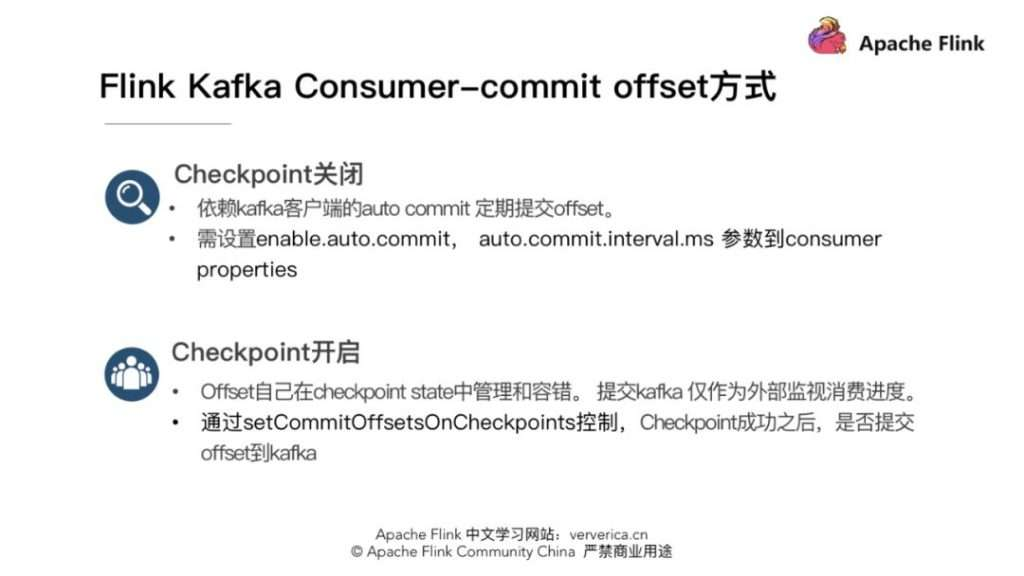 Apache Flink
Flink Kafka Consumer-commit offset方式
Checkpoint关闭
• 依赖kafka客户端的auto commit 定期提交offset。
• 需设置enable.auto.commit， auto.commit.interval.ms 参数到consumer
properties
Checkpoint开启
• Offset自己在checkpoint state中管理和容错。 提交kafka 仅作为外部监视消费进度。
• 通过setCommitOffsetsOnCheckpoints控制，Checkpoint成功之后，是否提交
offset到kafka
Apache Flink 中文学习网站：ververica.cn
© Apache Flink Community China 严禁商业用途